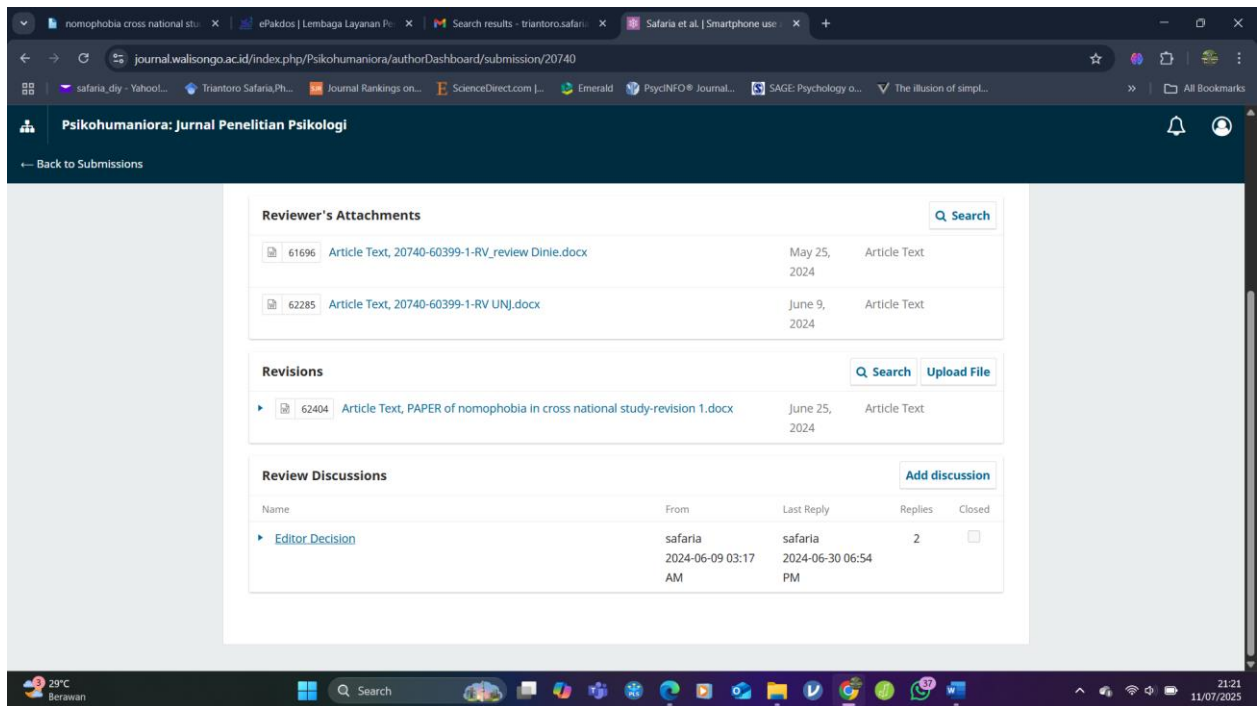 nomophobia cross national stu
ePakdos | Lembaga Layanan Pe
Search results - triantoro.safaria
Safaria et al. | Smartphone use a
journal.walisongo.ac.id/index.php/Psikohumaniora/authorDashboard/submission/20740
safaria_diy - Yahoo!...
Triantoro Safaria,Ph...
Journal Rankings on...
ScienceDirect.com |...
Emerald
PsycINFO® Journal...
SAGE: Psychology o...
The illusion of simpl...
All Bookmarks
Psikohumaniora: Jurnal Penelitian Psikologi
← Back to Submissions
Reviewer's Attachments
Search
61696 Article Text, 20740-60399-1-RV_review Dinie.docx
May 25, 2024
Article Text
62285 Article Text, 20740-60399-1-RV UNJ.docx
June 9, 2024
Article Text
Revisions
Search
Upload File
62404 Article Text, PAPER of nomophobia in cross national study-revision 1.docx
June 25, 2024
Article Text
Review Discussions
Add discussion
Name From Last Reply Replies Closed
Editor Decision
safaria
2024-06-09 03:17
AM
safaria
2024-06-30 06:54
PM
2
3
29°C
Berawan
Search
37
21:21
11/07/2025